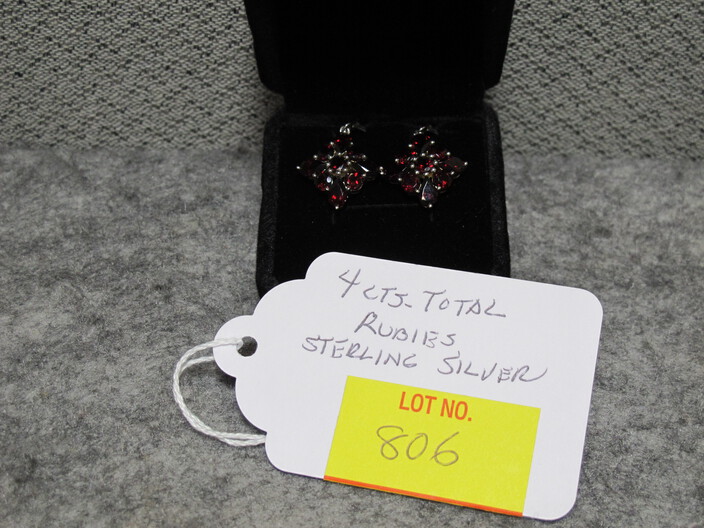 4 CTS. TOTAL
RUBIES
STERLING SILVER
LOT NO.
806